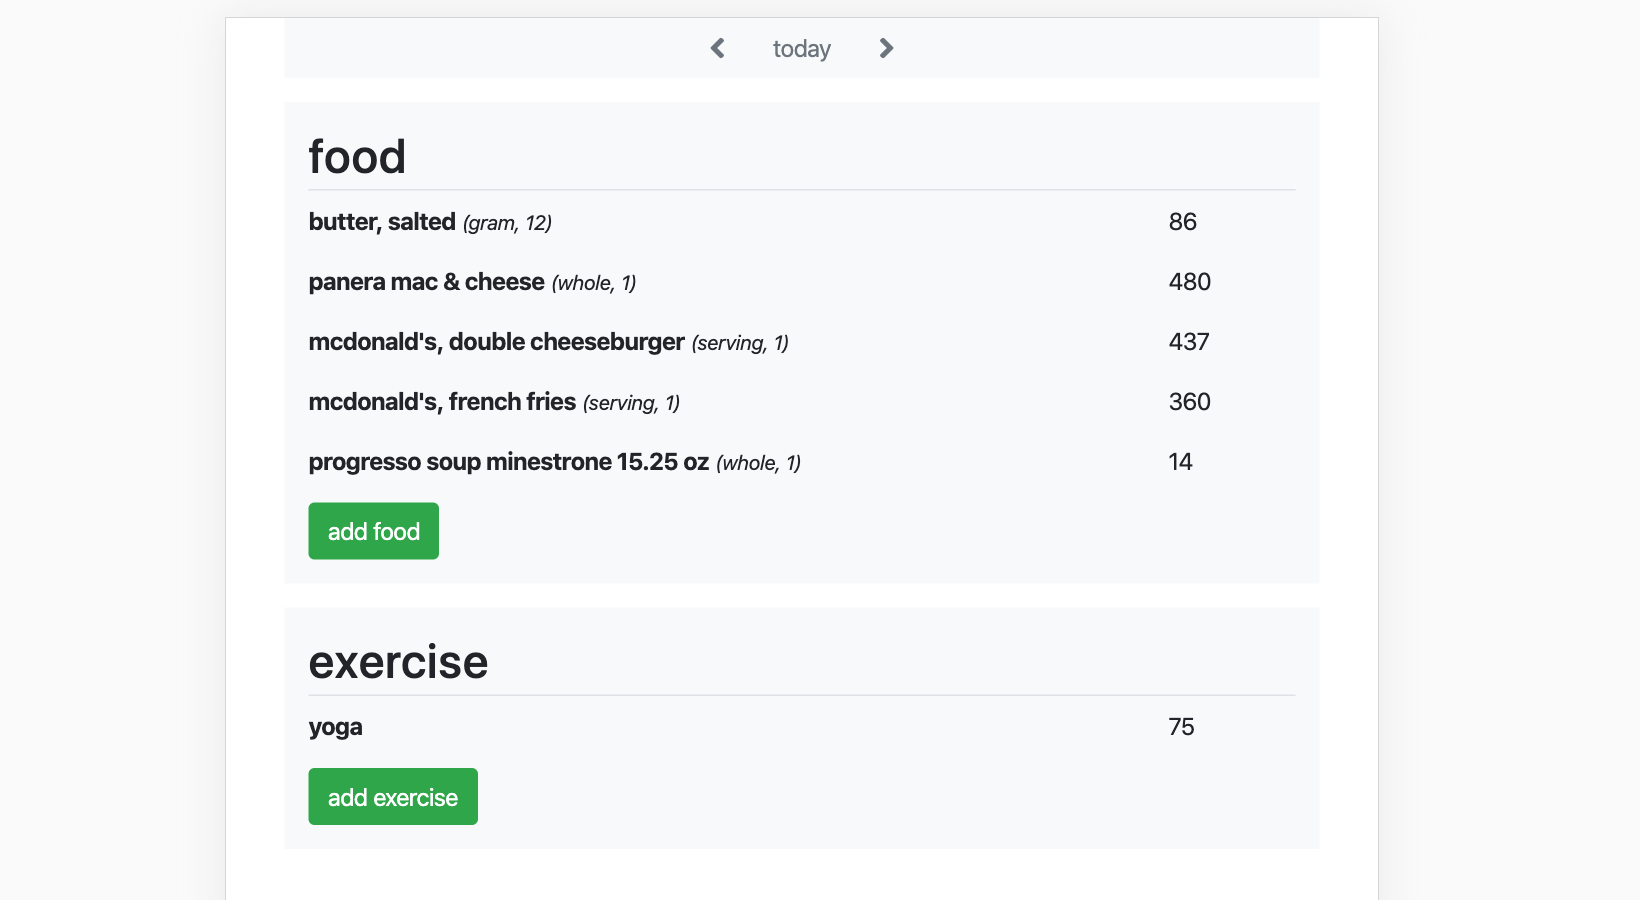 today
food
butter, salted (gram, 12) 86
panera mac & cheese (whole, 1) 480
mcdonald's, double cheeseburger (serving, 1) 437
mcdonald's, french fries (serving, 1) 360
progresso soup minestrone 15.25 oz (whole, 1) 14
add food
exercise
yoga 75
add exercise